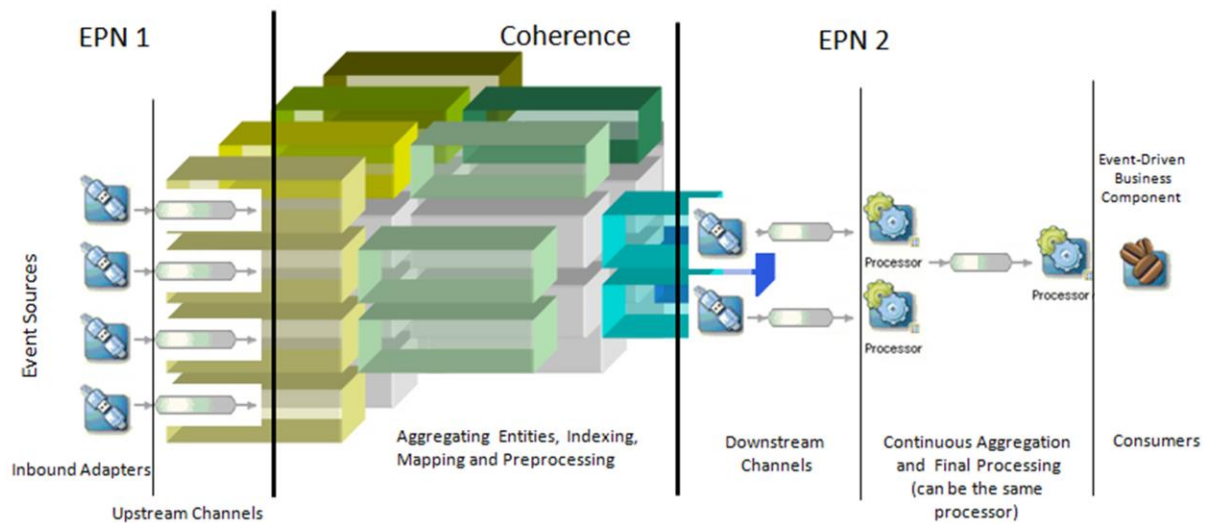 EPN 1
Coherence
EPN 2
Event-Driven
Business
Component
Event Sources
Processor
Processor
Processor
Inbound Adapters
Upstream Channels
Aggregating Entities, Indexing,
Mapping and Preprocessing
Downstream
Channels
Continuous Aggregation
and Final Processing
(can be the same
processor)
Consumers